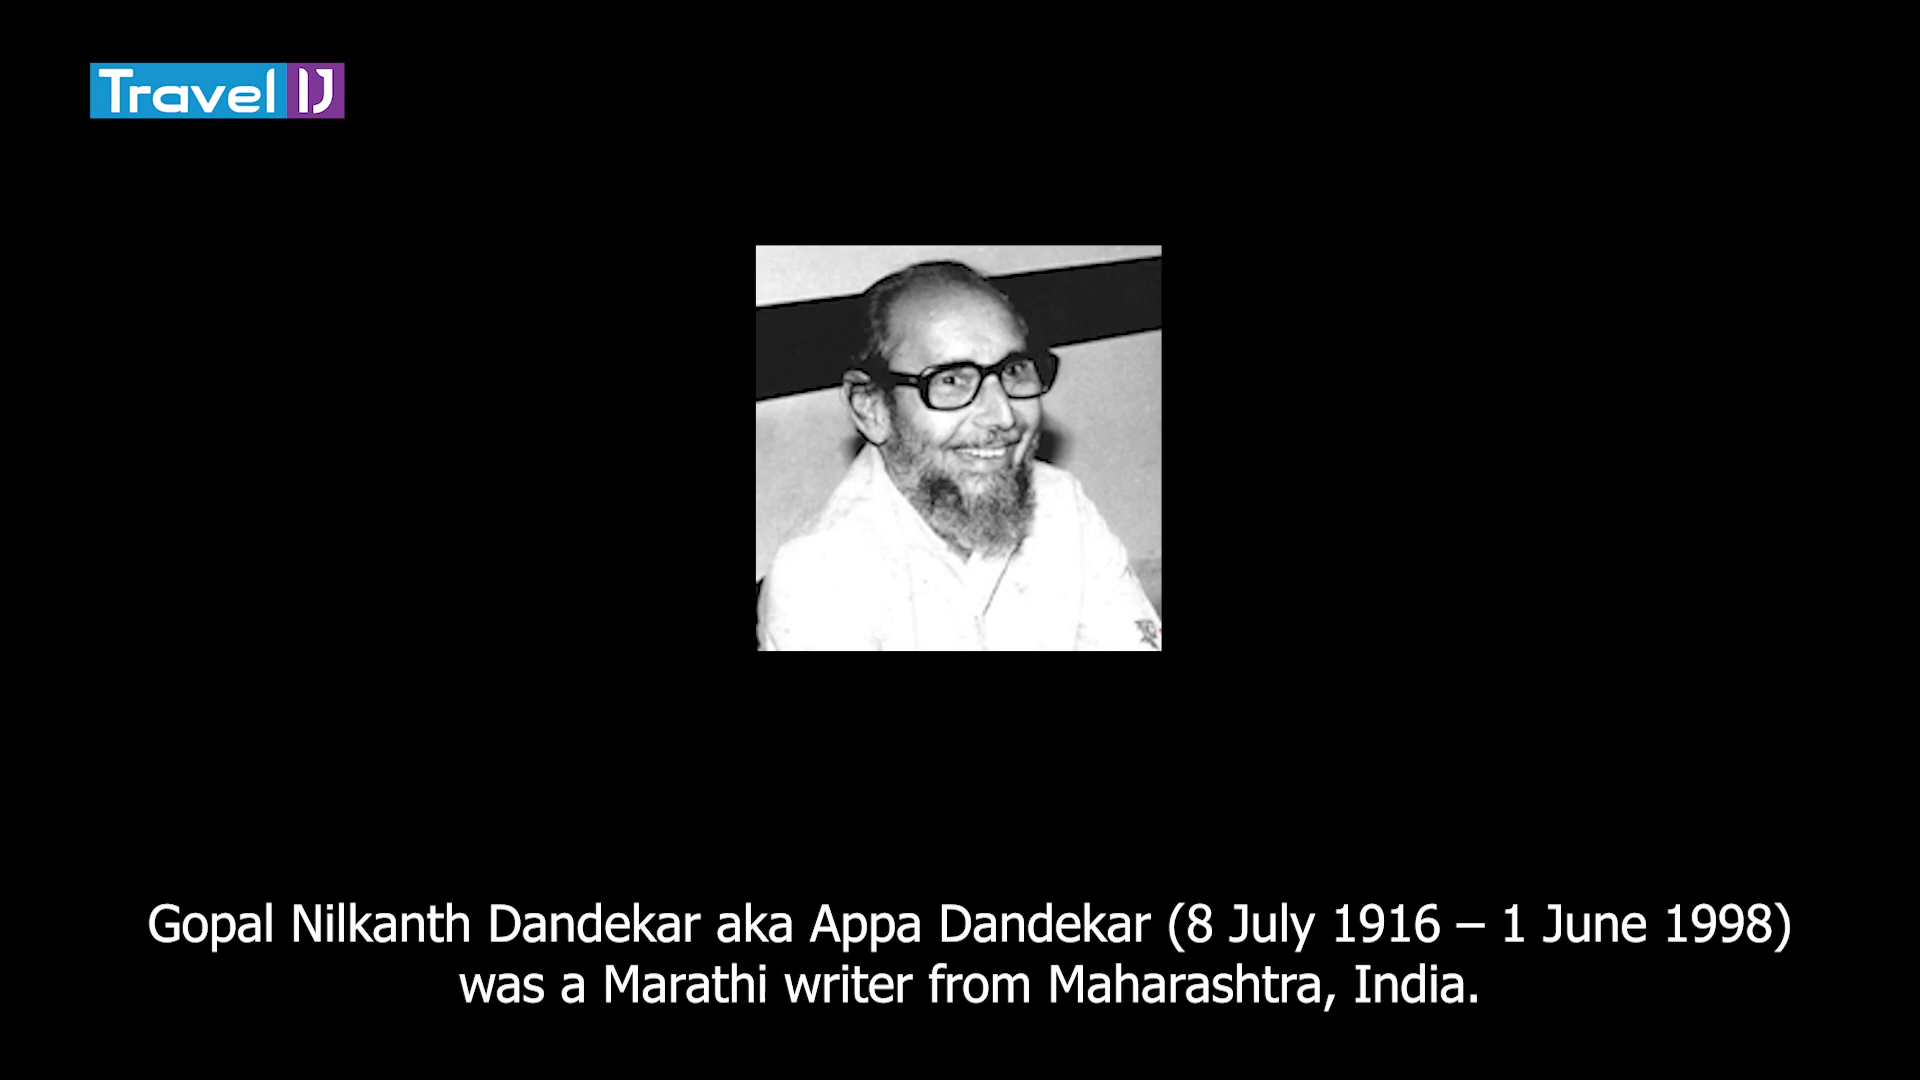 Travel IJ
Gopal Nilkanth Dandekar aka Appa Dandekar (8 July 1916 – 1 June 1998)
was a Marathi writer from Maharashtra, India.